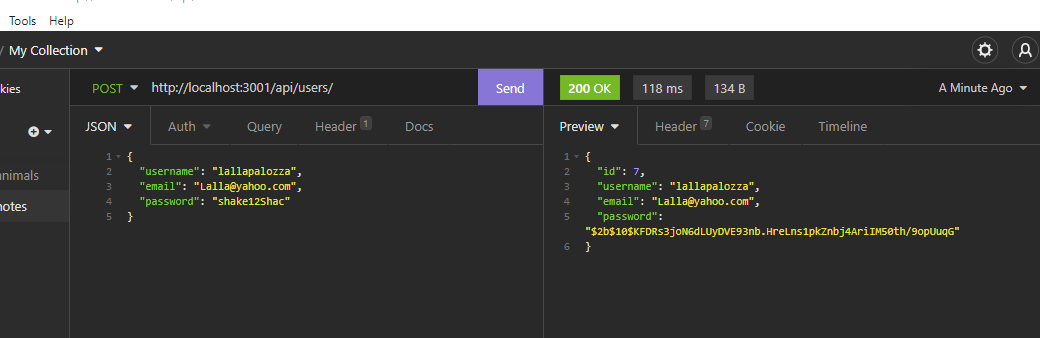 Tools Help
/ My Collection
POST http://localhost:3001/api/users/ Send 200 OK 118 ms 134 B A Minute Ago
JSON Auth Query Header 1 Docs Preview Header 7 Cookie Timeline
kies
animals
notes
1 {
2 "username": "lallapalozza",
3 "email": "Lalla@yahoo.com",
4 "password": "shake12Shac"
5 }
1 {
2 "id": 7,
3 "username": "lallapalozza",
4 "email": "Lalla@yahoo.com",
5 "password":
"$2b$10$KFDRs3joN6dLUyDVE93nb.HreLns1pkZnbj4AriIM50th/9opUuqG"
6 }